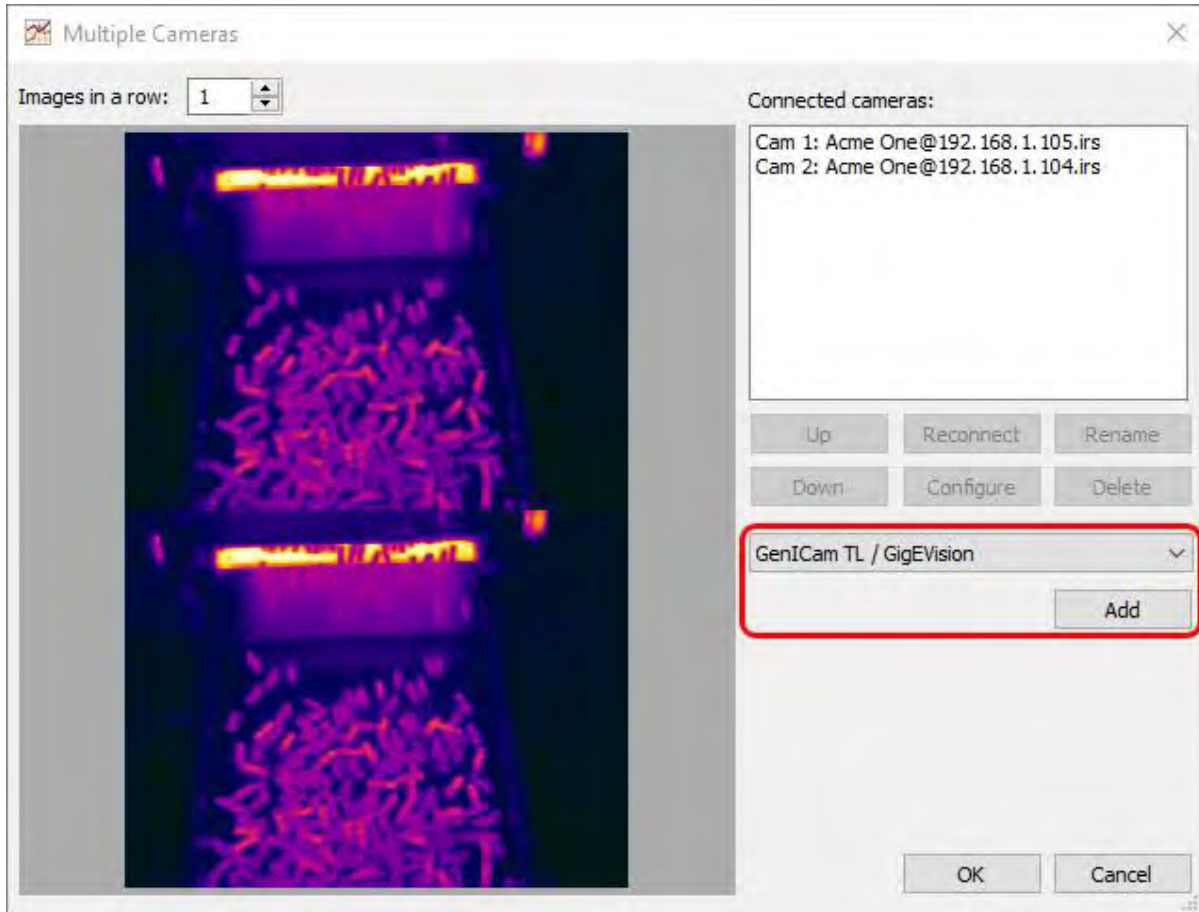 Multiple Cameras
Images in a row: 1
Connected cameras:
Cam 1: Acme One@192.168.1.105.irs
Cam 2: Acme One@192.168.1.104.irs
Up Reconnect Rename
Down Configure Delete
GenICam TL / GigEVision
Add
OK Cancel